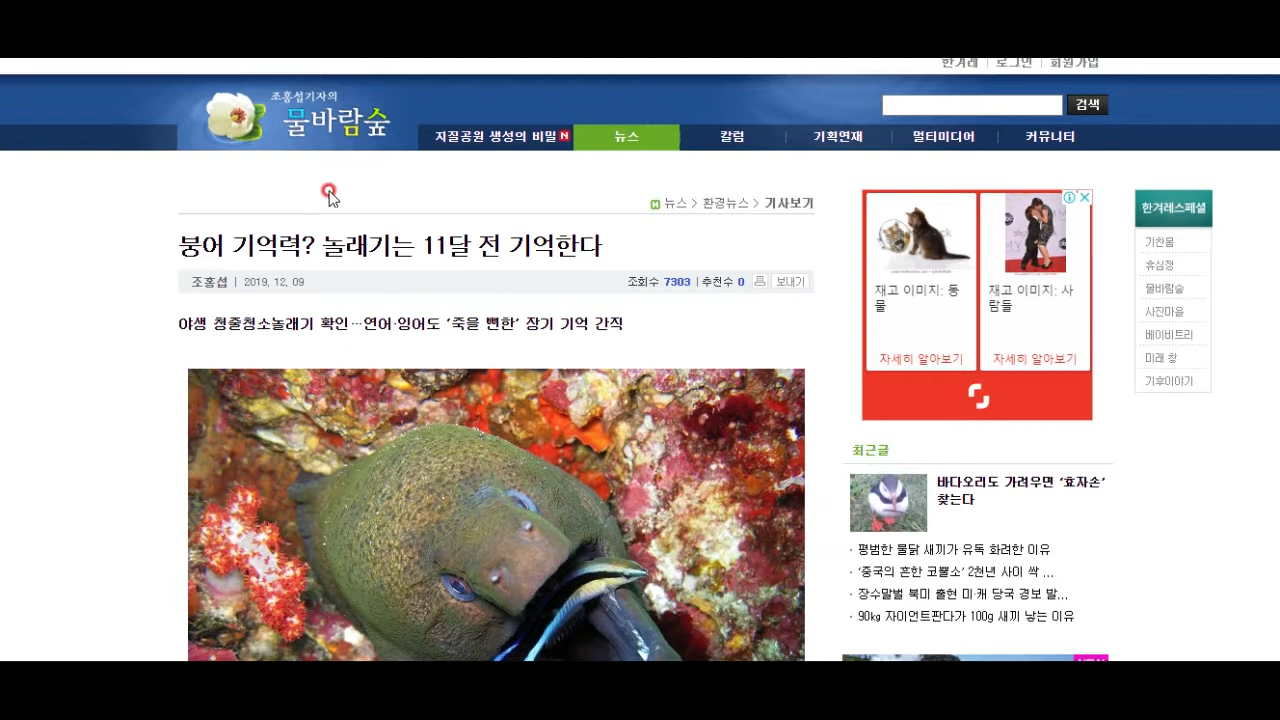 한겨레 | 로그인 | 회원가입
조홍섭기자의
물바람숲
검색
지질공원 생성의 비밀 N
뉴스
칼럼
기획연재
멀티미디어
커뮤니티
뉴스 > 환경뉴스 > 기사보기
붕어 기억력? 놀래기는 11달 전 기억한다
조홍섭 | 2019. 12. 09
조회수 7303 | 추천수 0
보내기
야생 청줄청소놀래기 확인…연어·잉어도 ‘죽을 뻔한’ 장기 기억 간직
재고 이미지: 동
물
자세히 알아보기
재고 이미지: 사
람들
자세히 알아보기
최근글
바다오리도 가려우면 ‘효자손’
찾는다
· 평범한 물닭 새끼가 유독 화려한 이유
· ‘중국의 흔한 코뿔소’ 2천년 사이 싹 ...
· 장수말벌 북미 출현 미·캐 당국 경보 발...
· 90kg 자이언트판다가 100g 새끼 낳는 이유
한겨레스페셜
기찬몸
휴심정
물바람숲
사진마을
베이비트리
미래 창
기후이야기